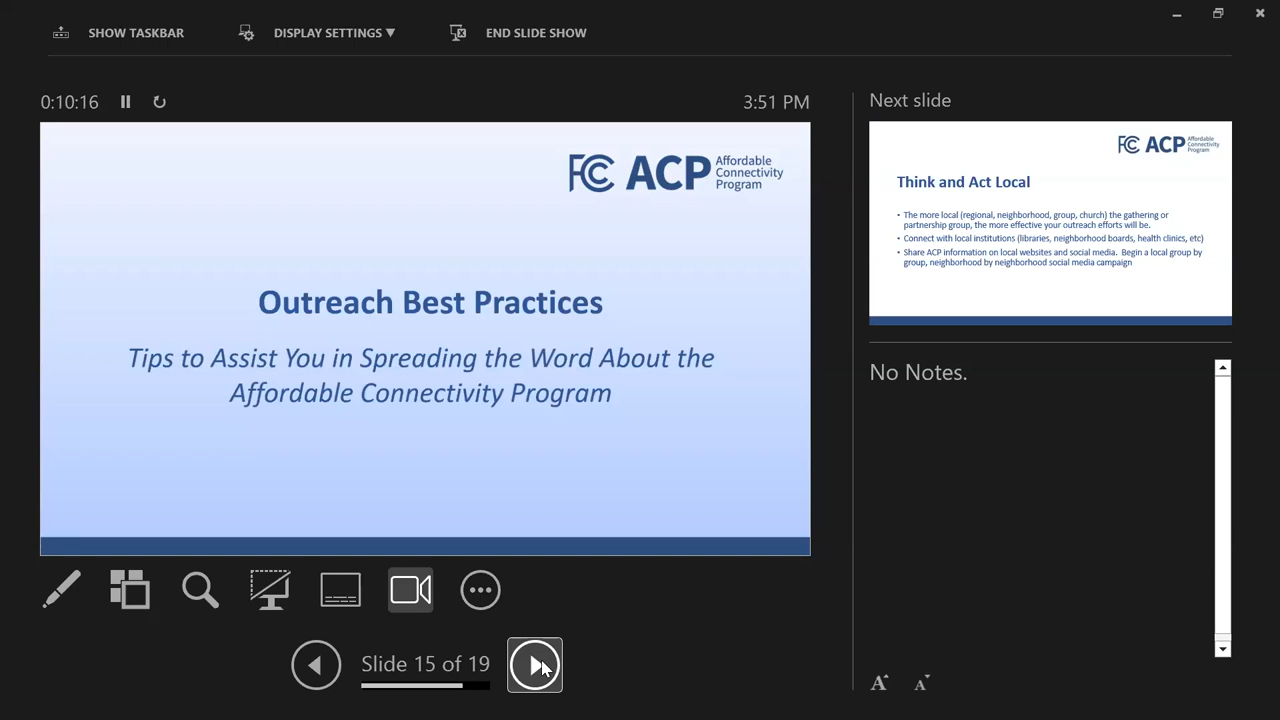 SHOW TASKBAR
DISPLAY SETTINGS ▼
END SLIDE SHOW
0:10:16
3:51 PM
FCC ACP Affordable
Connectivity
Program
Outreach Best Practices
Tips to Assist You in Spreading the Word About the
Affordable Connectivity Program
Slide 15 of 19
Next slide
FCC ACP Affordable
Connectivity
Program
Think and Act Local
• The more local (regional, neighborhood, group, church) the gathering or
partnership group, the more effective your outreach efforts will be.
• Connect with local institutions (libraries, neighborhood boards, health clinics, etc)
• Share ACP information on local websites and social media. Begin a local group by
group, neighborhood by neighborhood social media campaign
No Notes.
A A